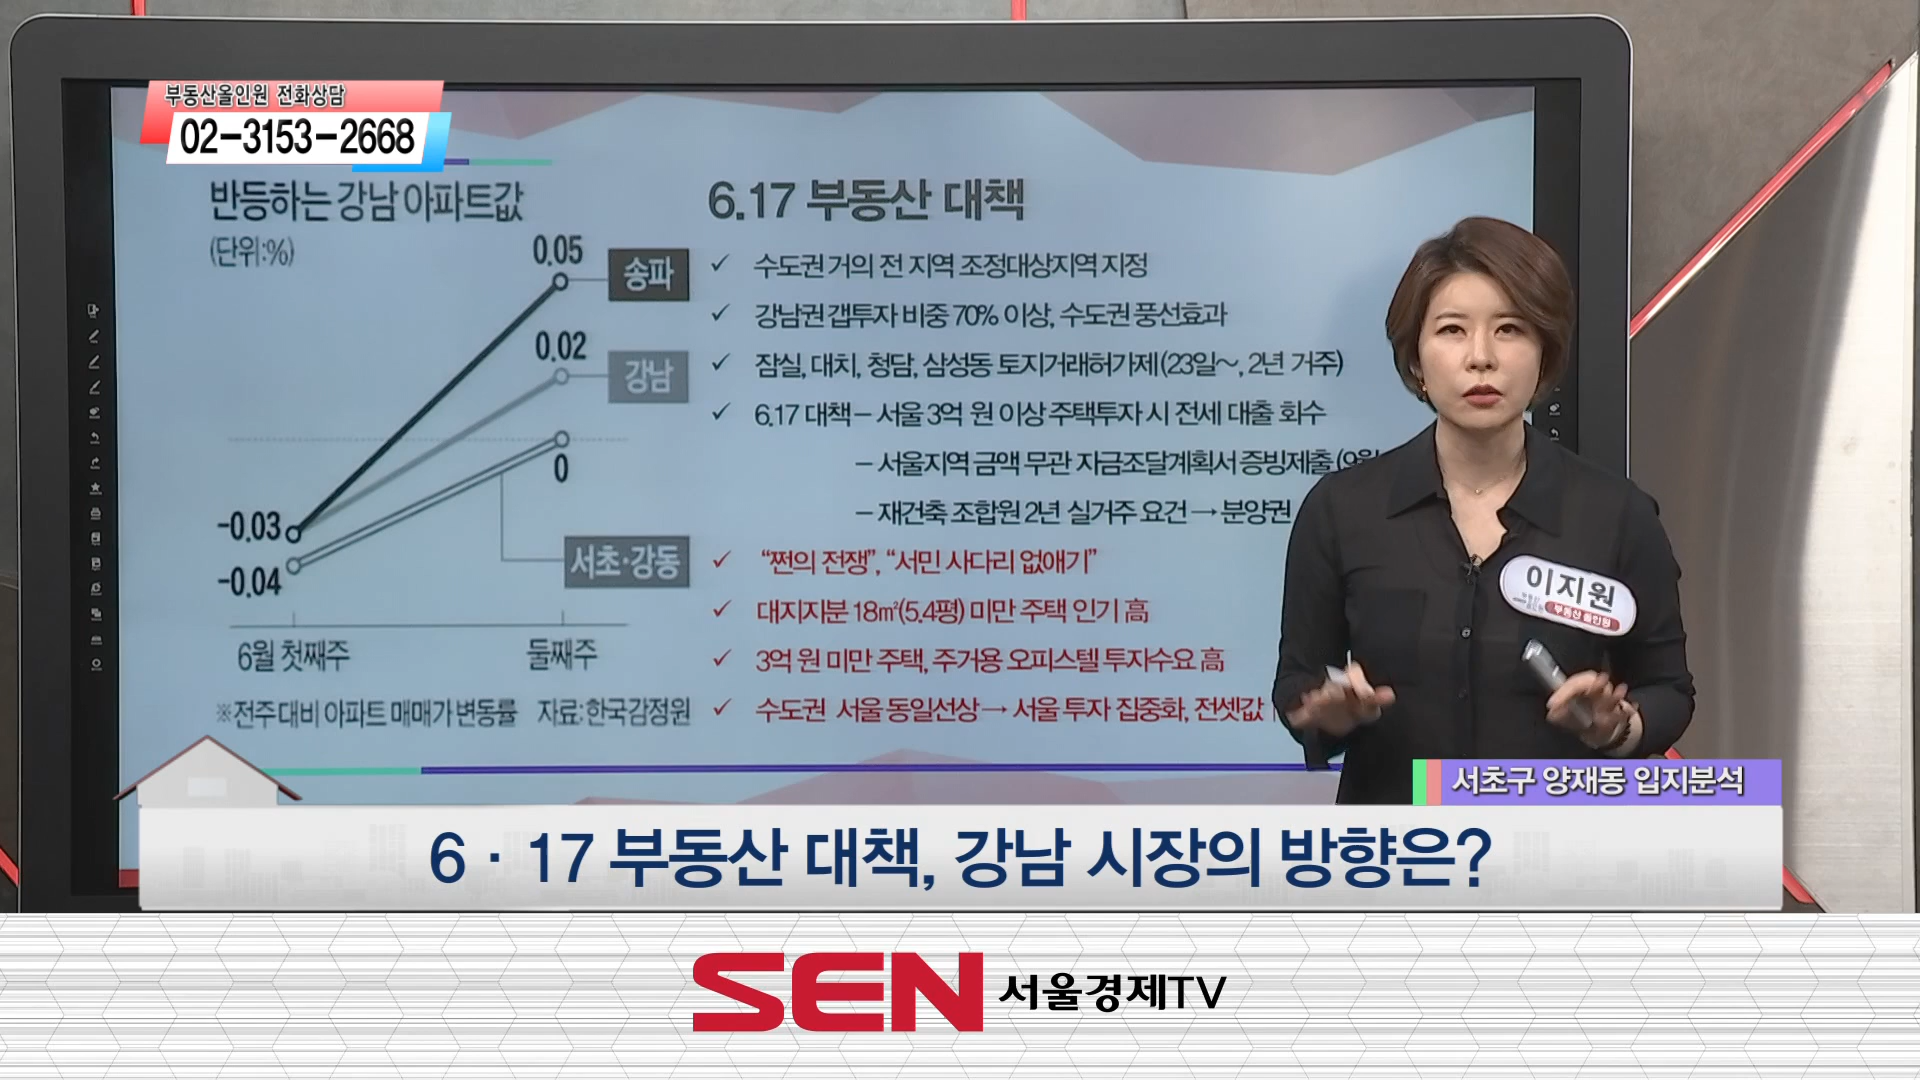 부동산올인원 전화상담
02-3153-2668
반등하는 강남 아파트값
(단위:%)
0.05
송파
0.02
강남
0
-0.03
-0.04
서초·강동
6월 첫째주
둘째주
※전주 대비 아파트 매매가 변동률 자료:한국감정원
6.17 부동산 대책
✓ 수도권 거의 전 지역 조정대상지역 지정
✓ 강남권 갭투자 비중 70% 이상, 수도권 풍선효과
✓ 잠실, 대치, 청담, 삼성동 토지거래허가제(23일~, 2년 거주)
✓ 6.17 대책 – 서울 3억 원 이상 주택투자 시 전세 대출 회수
– 서울지역 금액 무관 자금조달계획서 증빙제출
– 재건축 조합원 2년 실거주 요건 → 분양권
✓ “쩐의 전쟁”, “서민 사다리 없애기”
✓ 대지지분 18㎡(5.4평) 미만 주택 인기 高
✓ 3억 원 미만 주택, 주거용 오피스텔 투자수요 高
✓ 수도권 서울 동일선상 → 서울 투자 집중화, 전셋값
이지원
부동산 올인원
서초구 양재동 입지분석
6·17 부동산 대책, 강남 시장의 방향은?
SEN 서울경제TV